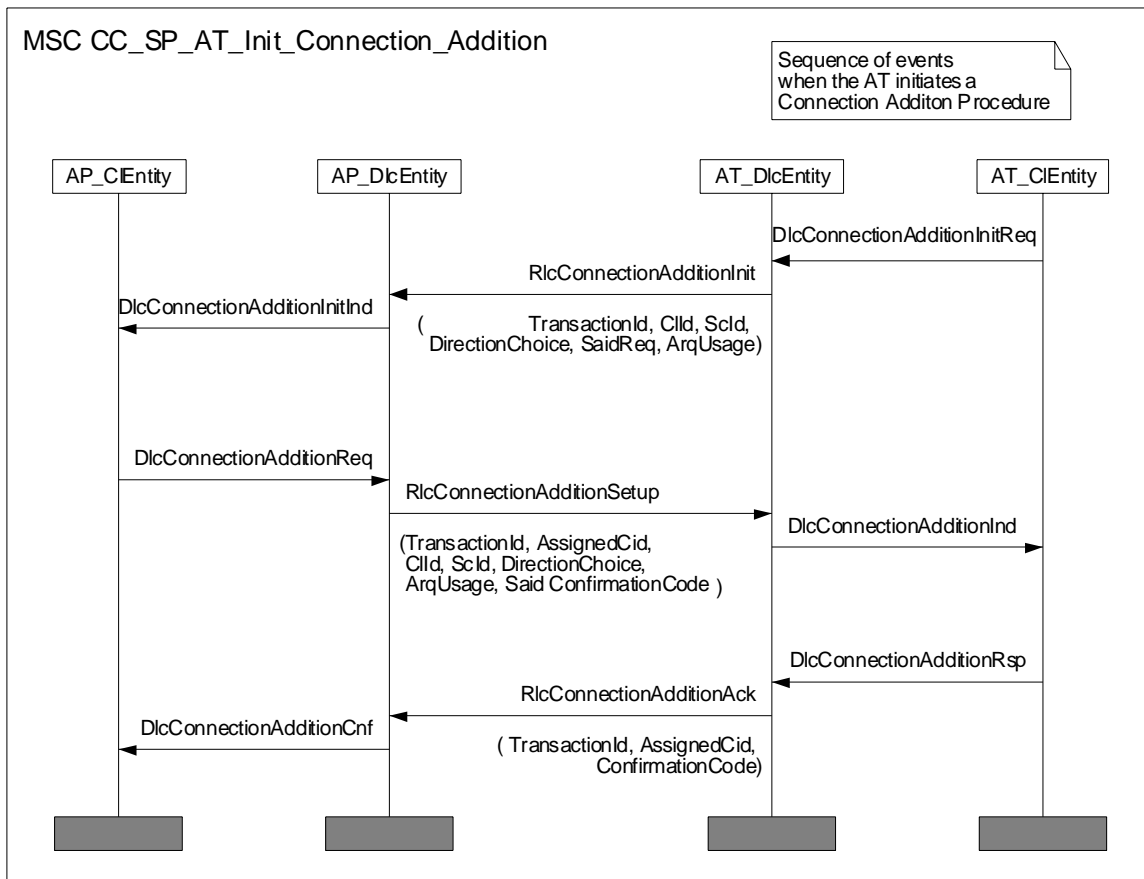 MSC CC_SP_AT_Init_Connection_Addition
Sequence of events
when the AT initiates a
Connection Additon Procedure
AP_ClEntity
AP_DlcEntity
AT_DlcEntity
AT_ClEntity
DlcConnectionAdditionInitReq
RlcConnectionAdditionInit
DlcConnectionAdditionInitInd
( TransactionId, ClId, ScId,
DirectionChoice, SaidReq, ArqUsage)
DlcConnectionAdditionReq
RlcConnectionAdditionSetup
DlcConnectionAdditionInd
(TransactionId, AssignedCid,
ClId, ScId, DirectionChoice,
ArqUsage, Said ConfirmationCode )
DlcConnectionAdditionRsp
RlcConnectionAdditionAck
DlcConnectionAdditionCnf
( TransactionId, AssignedCid,
ConfirmationCode)